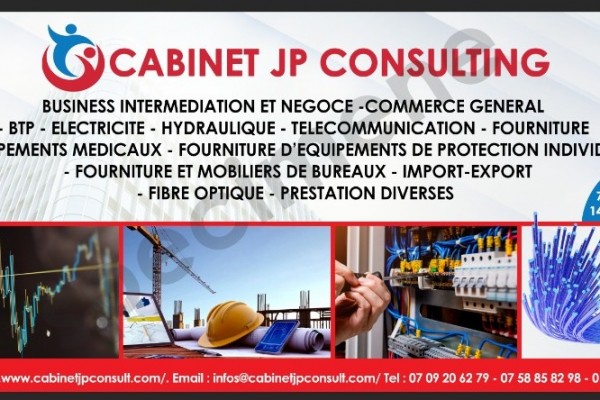 CABINET JP CONSULTING
BUSINESS INTERMEDIATION ET NEGOCE -COMMERCE GENERAL
- BTP - ELECTRICITE - HYDRAULIQUE - TELECOMMUNICATION - FOURNITURE
PEMENTS MEDICAUX - FOURNITURE D'EQUIPEMENTS DE PROTECTION INDIVID
- FOURNITURE ET MOBILIERS DE BUREAUX - IMPORT-EXPORT
- FIBRE OPTIQUE - PRESTATION DIVERSES
7
14
.www.cabinetjpconsult.com/. Email : infos@cabinetjpconsult.com/ Tel : 07 09 20 62 79 - 07 58 85 82 98 - 0